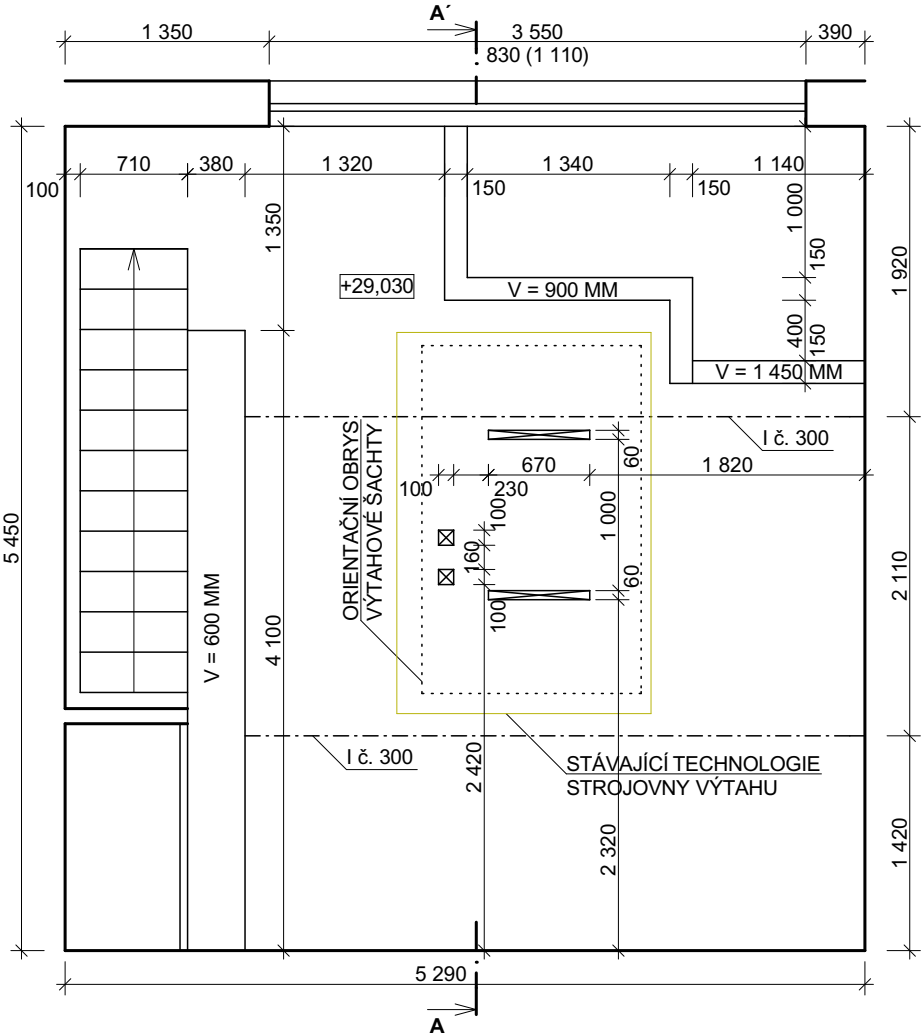 A´
1 350
3 550
390
830 (1 110)
100
710
380
1 320
150
1 340
150
1 140
1 350
1 000
150
1 920
+29,030
V = 900 MM
400
150
V = 1 450 MM
I č. 300
ORIENTAČNÍ OBRYS
VÝTAHOVÉ ŠACHTY
100
670
230
60
1 820
100
1 000
160
60
100
5 450
2 110
V = 600 MM
4 100
I č. 300
2 420
STÁVAJÍCÍ TECHNOLOGIE
STROJOVNY VÝTAHU
2 320
1 420
5 290
A